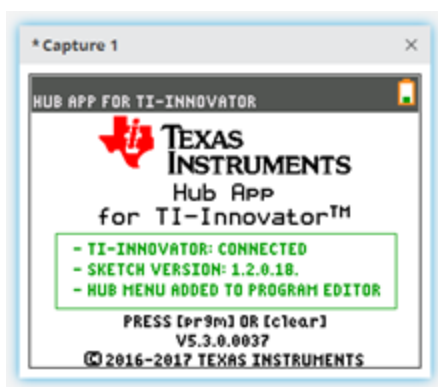 *Capture 1
HUB APP FOR TI-INNOVATOR
TEXAS
INSTRUMENTS
Hub App
for TI-Innovator™
- TI-INNOVATOR: CONNECTED
- SKETCH VERSION: 1.2.0.18.
- HUB MENU ADDED TO PROGRAM EDITOR
PRESS [pr9m] OR [clear]
V5.3.0.0037
© 2016-2017 TEXAS INSTRUMENTS